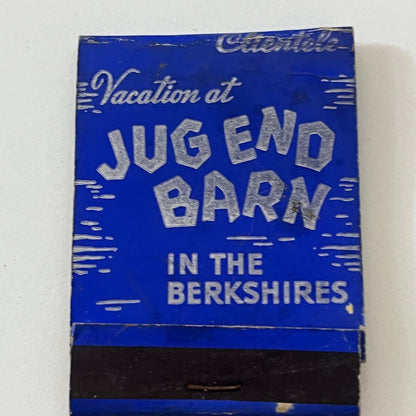 Clientele
Vacation at
JUG END
BARN
IN THE
BERKSHIRES